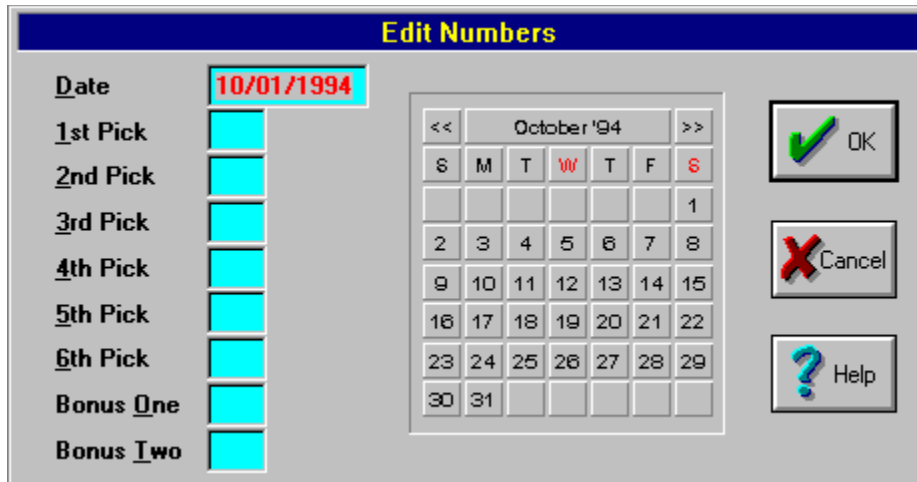 Edit Numbers
Date 10/01/1994
1st Pick
2nd Pick
3rd Pick
4th Pick
5th Pick
6th Pick
Bonus One
Bonus Two
<< October '94 >>
S M T W T F S
1
2 3 4 5 6 7 8
9 10 11 12 13 14 15
16 17 18 19 20 21 22
23 24 25 26 27 28 29
30 31
OK
Cancel
? Help